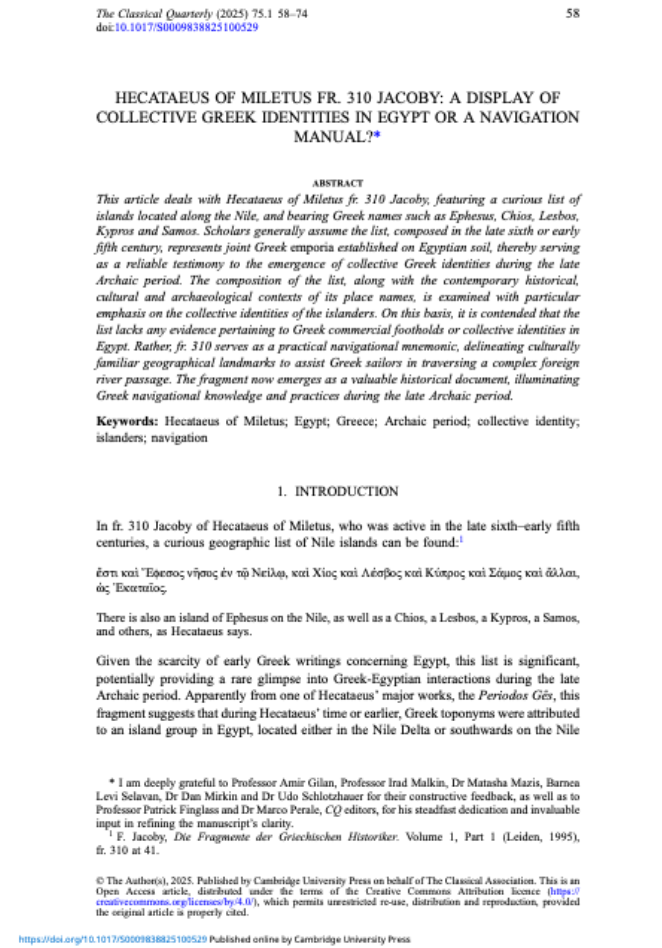 The Classical Quarterly (2025) 75.1 58–74 58
doi:10.1017/S0009838825100529
HECATAEUS OF MILETUS FR. 310 JACOBY: A DISPLAY OF
COLLECTIVE GREEK IDENTITIES IN EGYPT OR A NAVIGATION
MANUAL?*
ABSTRACT
This article deals with Hecataeus of Miletus fr. 310 Jacoby, featuring a curious list of
islands located along the Nile, and bearing Greek names such as Ephesus, Chios, Lesbos,
Kypros and Samos. Scholars generally assume the list, composed in the late sixth or early
fifth century, represents joint Greek emporia established on Egyptian soil, thereby serving
as a reliable testimony to the emergence of collective Greek identities during the late
Archaic period. The composition of the list, along with the contemporary historical,
cultural and archaeological contexts of its place names, is examined with particular
emphasis on the collective identities of the islanders. On this basis, it is contended that the
list lacks any evidence pertaining to Greek commercial footholds or collective identities in
Egypt. Rather, fr. 310 serves as a practical navigational mnemonic, delineating culturally
familiar geographical landmarks to assist Greek sailors in traversing a complex foreign
river passage. The fragment now emerges as a valuable historical document, illuminating
Greek navigational knowledge and practices during the late Archaic period.
Keywords: Hecataeus of Miletus; Egypt; Greece; Archaic period; collective identity;
islanders; navigation
1. INTRODUCTION
In fr. 310 Jacoby of Hecataeus of Miletus, who was active in the late sixth–early fifth
centuries, a curious geographic list of Nile islands can be found:1
ἔστι καὶ Ἔφεσος νῆσος ἐν τῷ Νείλῳ, καὶ Χίος καὶ Λέσβος καὶ Κύπρος καὶ Σάμος καὶ ἄλλαι,
ὡς Ἑκαταῖος.
There is also an island of Ephesus on the Nile, as well as a Chios, a Lesbos, a Kypros, a Samos,
and others, as Hecataeus says.
Given the scarcity of early Greek writings concerning Egypt, this list is significant,
potentially providing a rare glimpse into Greek-Egyptian interactions during the late
Archaic period. Apparently from one of Hecataeus' major works, the Periodos Gēs, this
fragment suggests that during Hecataeus' time or earlier, Greek toponyms were attributed
to an island group in Egypt, located either in the Nile Delta or southwards on the Nile
* I am deeply grateful to Professor Amir Gilan, Professor Irad Malkin, Dr Matasha Mazis, Barnea
Levi Selavan, Dr Dan Mirkin and Dr Udo Schlotzhauer for their constructive feedback, as well as to
Professor Patrick Finglass and Dr Marco Perale, CQ editors, for his steadfast dedication and invaluable
input in refining the manuscript's clarity.
1 F. Jacoby, Die Fragmente der Griechischen Historiker. Volume 1, Part 1 (Leiden, 1995),
fr. 310 at 41.
© The Author(s), 2025. Published by Cambridge University Press on behalf of The Classical Association. This is an
Open Access article, distributed under the terms of the Creative Commons Attribution licence (https://
creativecommons.org/licenses/by/4.0/), which permits unrestricted re-use, distribution and reproduction, provided
the original article is properly cited.
https://doi.org/10.1017/S0009838825100529 Published online by Cambridge University Press